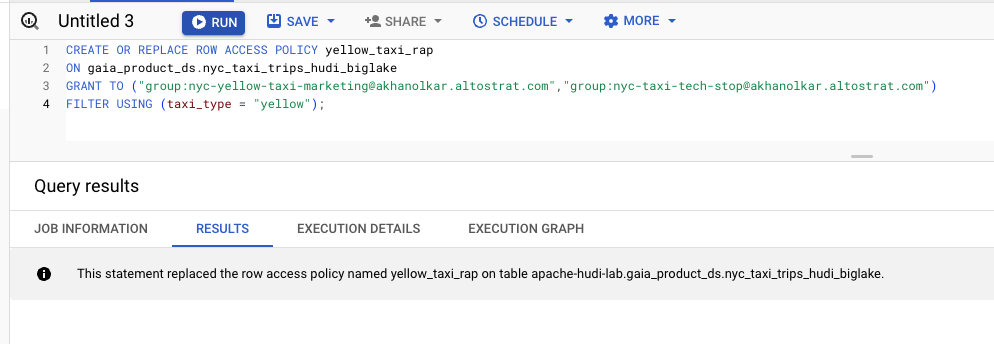 Untitled 3 RUN SAVE SHARE SCHEDULE MORE
1 CREATE OR REPLACE ROW ACCESS POLICY yellow_taxi_rap
2 ON gaia_product_ds.nyc_taxi_trips_hudi_biglake
3 GRANT TO ("group:nyc-yellow-taxi-marketing@akhanolkar.altostrat.com","group:nyc-taxi-tech-stop@akhanolkar.altostrat.com")
4 FILTER USING (taxi_type = "yellow");
Query results
JOB INFORMATION RESULTS EXECUTION DETAILS EXECUTION GRAPH
This statement replaced the row access policy named yellow_taxi_rap on table apache-hudi-lab.gaia_product_ds.nyc_taxi_trips_hudi_biglake.